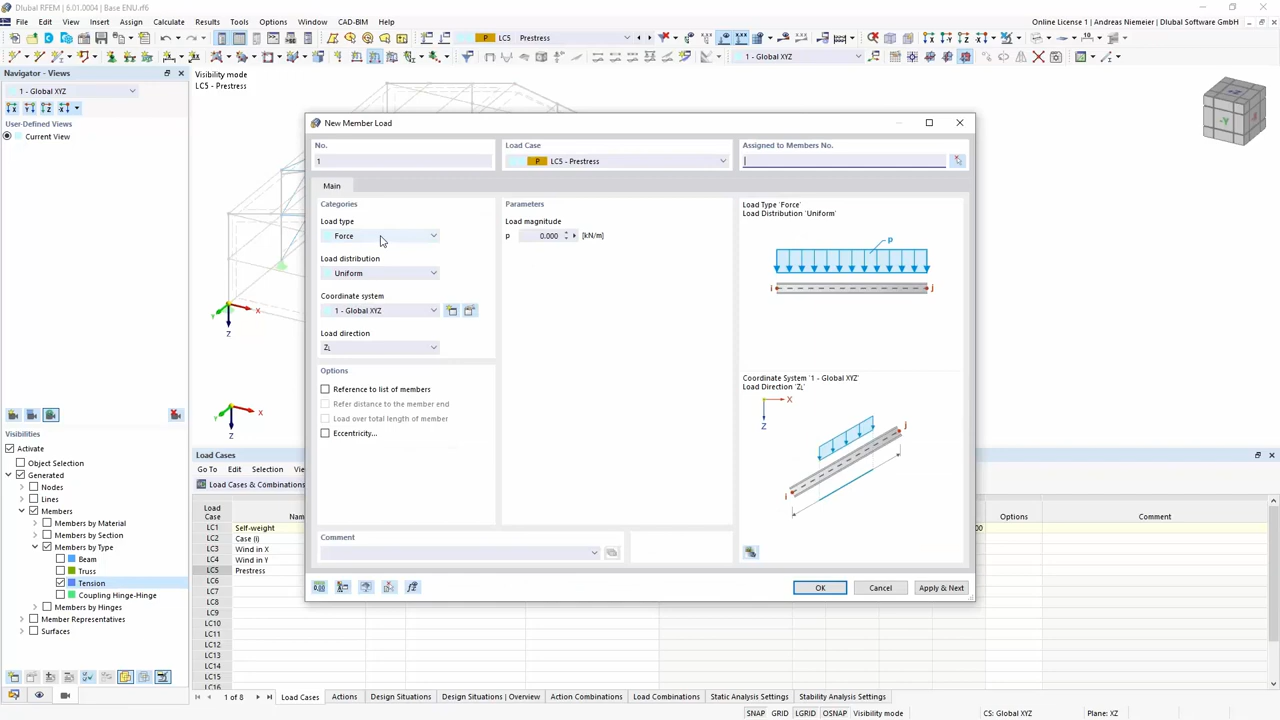 Dlubal RFEM | 6.01.0004 | Base ENU.rf6
File Edit View Insert Assign Calculate Results Tools Options Window CAD-BIM Help
Online License 1 | Andreas Niemeier | Dlubal Software GmbH
P LC5 Prestress
1 - Global XYZ
Navigator - Views
1 - Global XYZ
User-Defined Views
Current View
Visibility mode
LC5 - Prestress
X
Y
Z
X
Z
-Z
-Y
New Member Load
No.
1
Load Case
P LC5 - Prestress
Assigned to Members No.
Main
Categories
Load type
Force
Load distribution
Uniform
Coordinate system
1 - Global XYZ
Load direction
ZL
Options
Reference to list of members
Refer distance to the member end
Load over total length of member
Eccentricity...
Parameters
Load magnitude
p 0.000 [kN/m]
Load Type 'Force'
Load Distribution 'Uniform'
p
i j
Coordinate System '1 - Global XYZ'
Load Direction 'ZL'
X
Z
j
i
Comment
OK Cancel Apply & Next
Visibilities
Activate
Object Selection
Generated
Nodes
Lines
Members
Members by Material
Members by Section
Members by Type
Beam
Truss
Tension
Coupling Hinge-Hinge
Members by Hinges
Member Representatives
Surfaces
Load Cases
Go To Edit Selection
Load Cases & Combinations
Load
Case
Options Comment
LC1 Self-weight
LC2 Case (i)
LC3 Wind in X
LC4 Wind in Y
LC5 Prestress
LC6
LC7
LC8
LC9
LC10
LC11
LC12
LC13
LC14
LC15
LC16
1 of 8
Load Cases Actions Design Situations Design Situations | Overview Action Combinations Load Combinations Static Analysis Settings Stability Analysis Settings
SNAP GRID LGRID OSNAP Visibility mode CS: Global XYZ Plane: XZ